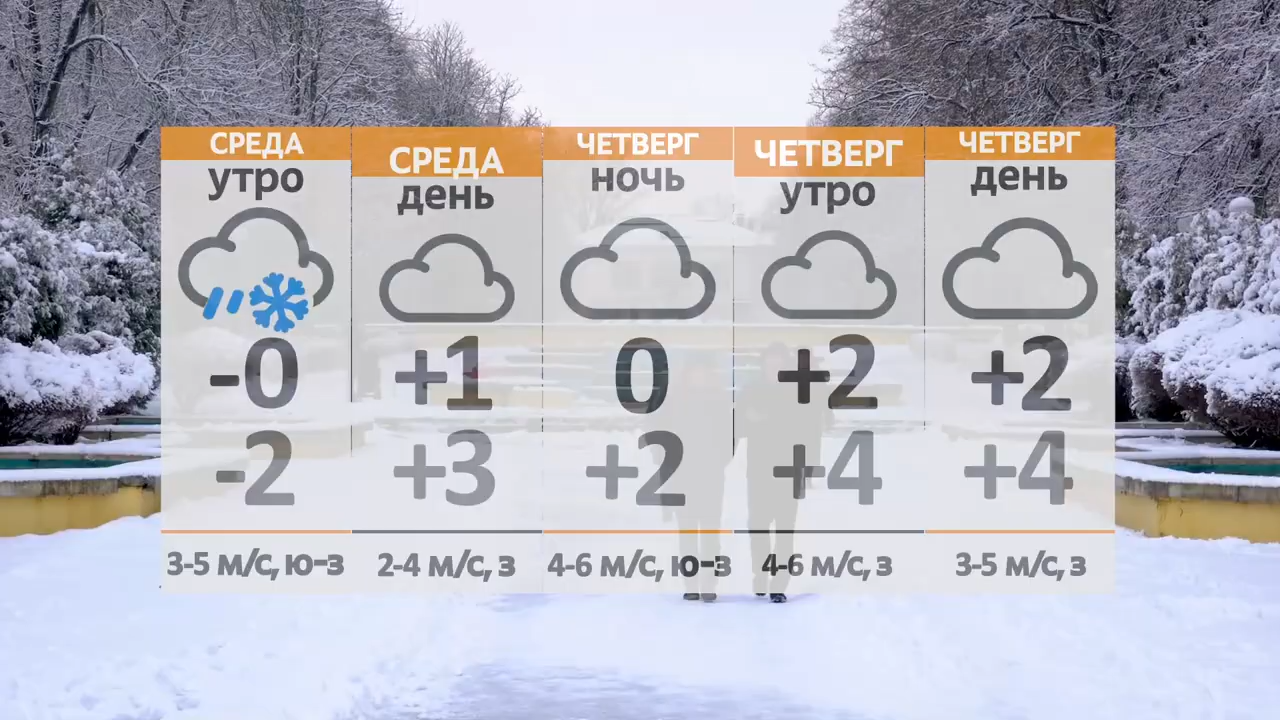 СРЕДА
утро
-0
-2
3-5 м/с, ю-з
СРЕДА
день
+1
+3
2-4 м/с, з
ЧЕТВЕРГ
ночь
0
+2
4-6 м/с, ю-з
ЧЕТВЕРГ
утро
+2
+4
4-6 м/с, з
ЧЕТВЕРГ
день
+2
+4
3-5 м/с, з